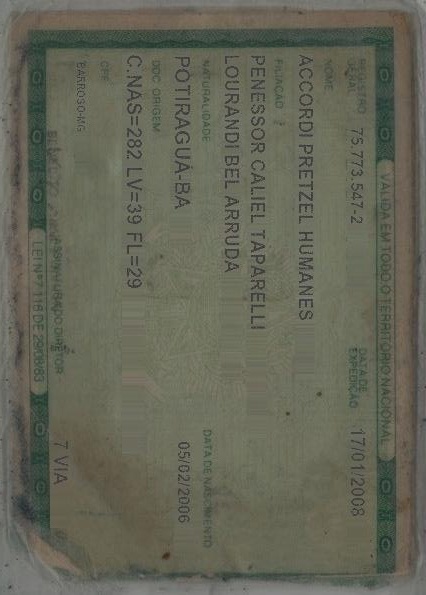 VÁLIDA EM TODO O TERRITÓRIO NACIONAL
REGISTRO GERAL 75.773.547-2 DATA DE EXPEDIÇÃO 17/01/2008
NOME
ACCORDI PRETZEL HUMANES
FILIAÇÃO
PENESSOR CALIEL TAPARELLI
LOURANDI BEL ARRUDA
NATURALIDADE DATA DE NASCIMENTO
POTIRAGUÁ-BA 05/02/2006
DOC. ORIGEM
C.NAS=282 LV=39 FL=29
CPF
BARROSO-MG 7 VIA
ASSINATURA DO DIRETOR
LEI Nº 7.116 DE 29/08/83